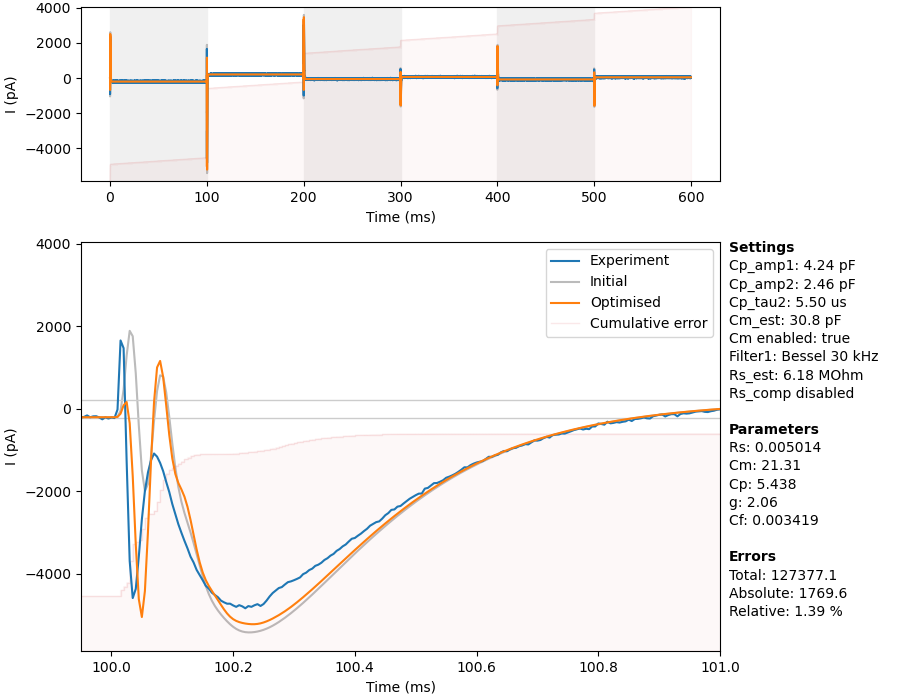 4000
2000
0
−2000
−4000
I (pA)
0
100
200
300
400
500
600
Time (ms)
4000
2000
0
−2000
−4000
I (pA)
100.0
100.2
100.4
100.6
100.8
101.0
Time (ms)
Experiment
Initial
Optimised
Cumulative error
Settings
Cp_amp1: 4.24 pF
Cp_amp2: 2.46 pF
Cp_tau2: 5.50 us
Cm_est: 30.8 pF
Cm enabled: true
Filter1: Bessel 30 kHz
Rs_est: 6.18 MOhm
Rs_comp disabled
Parameters
Rs: 0.005014
Cm: 21.31
Cp: 5.438
g: 2.06
Cf: 0.003419
Errors
Total: 127377.1
Absolute: 1769.6
Relative: 1.39 %